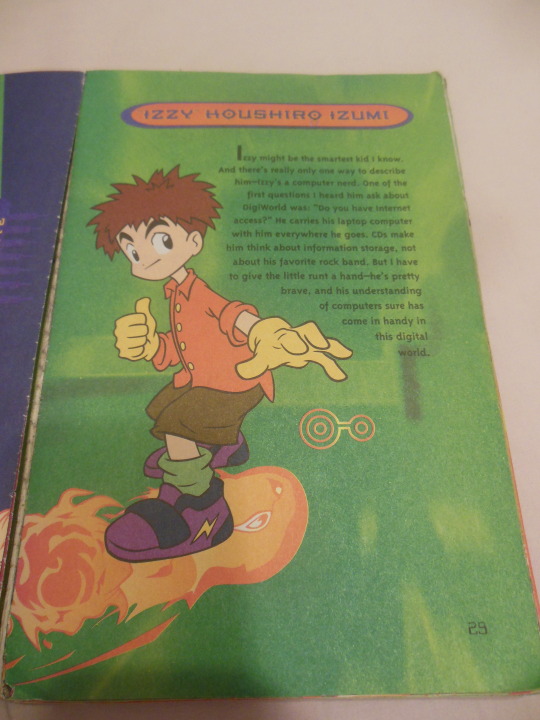 IZZY HOUSHIRO IZUMI
Izzy might be the smartest kid I know.
And there's really only one way to describe
him—Izzy's a computer nerd. One of the
first questions I heard him ask about
DigiWorld was: "Do you have Internet
access?" He carries his laptop computer
with him everywhere he goes. CDs make
him think about information storage, not
about his favorite rock band. But I have
to give the little runt a hand—he's pretty
brave, and his understanding
of computers sure has
come in handy in
this digital
world.
29